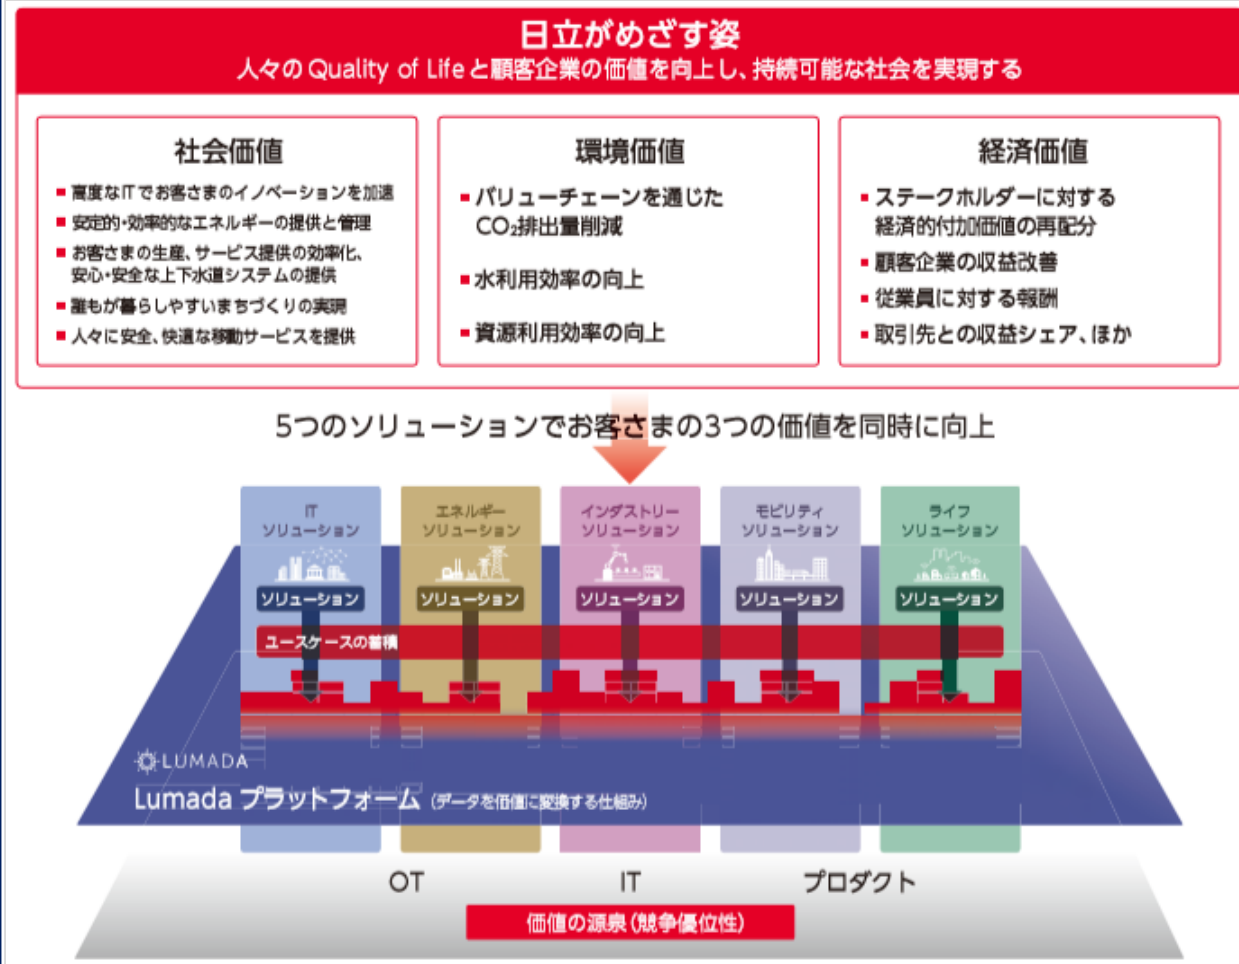 日立がめざす姿
人々のQuality of Lifeと顧客企業の価値を向上し、持続可能な社会を実現する
社会価値
■ 高度なITでお客さまのイノベーションを加速
■ 安定的・効率的なエネルギーの提供と管理
■ お客さまの生産、サービス提供の効率化、
安心・安全な上下水道システムの提供
■ 誰もが暮らしやすいまちづくりの実現
■ 人々に安全、快適な移動サービスを提供
環境価値
■ バリューチェーンを通じた
CO₂排出量削減
■ 水利用効率の向上
■ 資源利用効率の向上
経済価値
■ ステークホルダーに対する
経済的付加価値の再配分
■ 顧客企業の収益改善
■ 従業員に対する報酬
■ 取引先との収益シェア、ほか
5つのソリューションでお客さまの3つの価値を同時に向上
IT
ソリューション
ソリューション
エネルギー
ソリューション
ソリューション
インダストリー
ソリューション
ソリューション
モビリティ
ソリューション
ソリューション
ライフ
ソリューション
ソリューション
ユースケースの蓄積
LUMADA
Lumada プラットフォーム（データを価値に変換する仕組み）
OT
IT
プロダクト
価値の源泉（競争優位性）